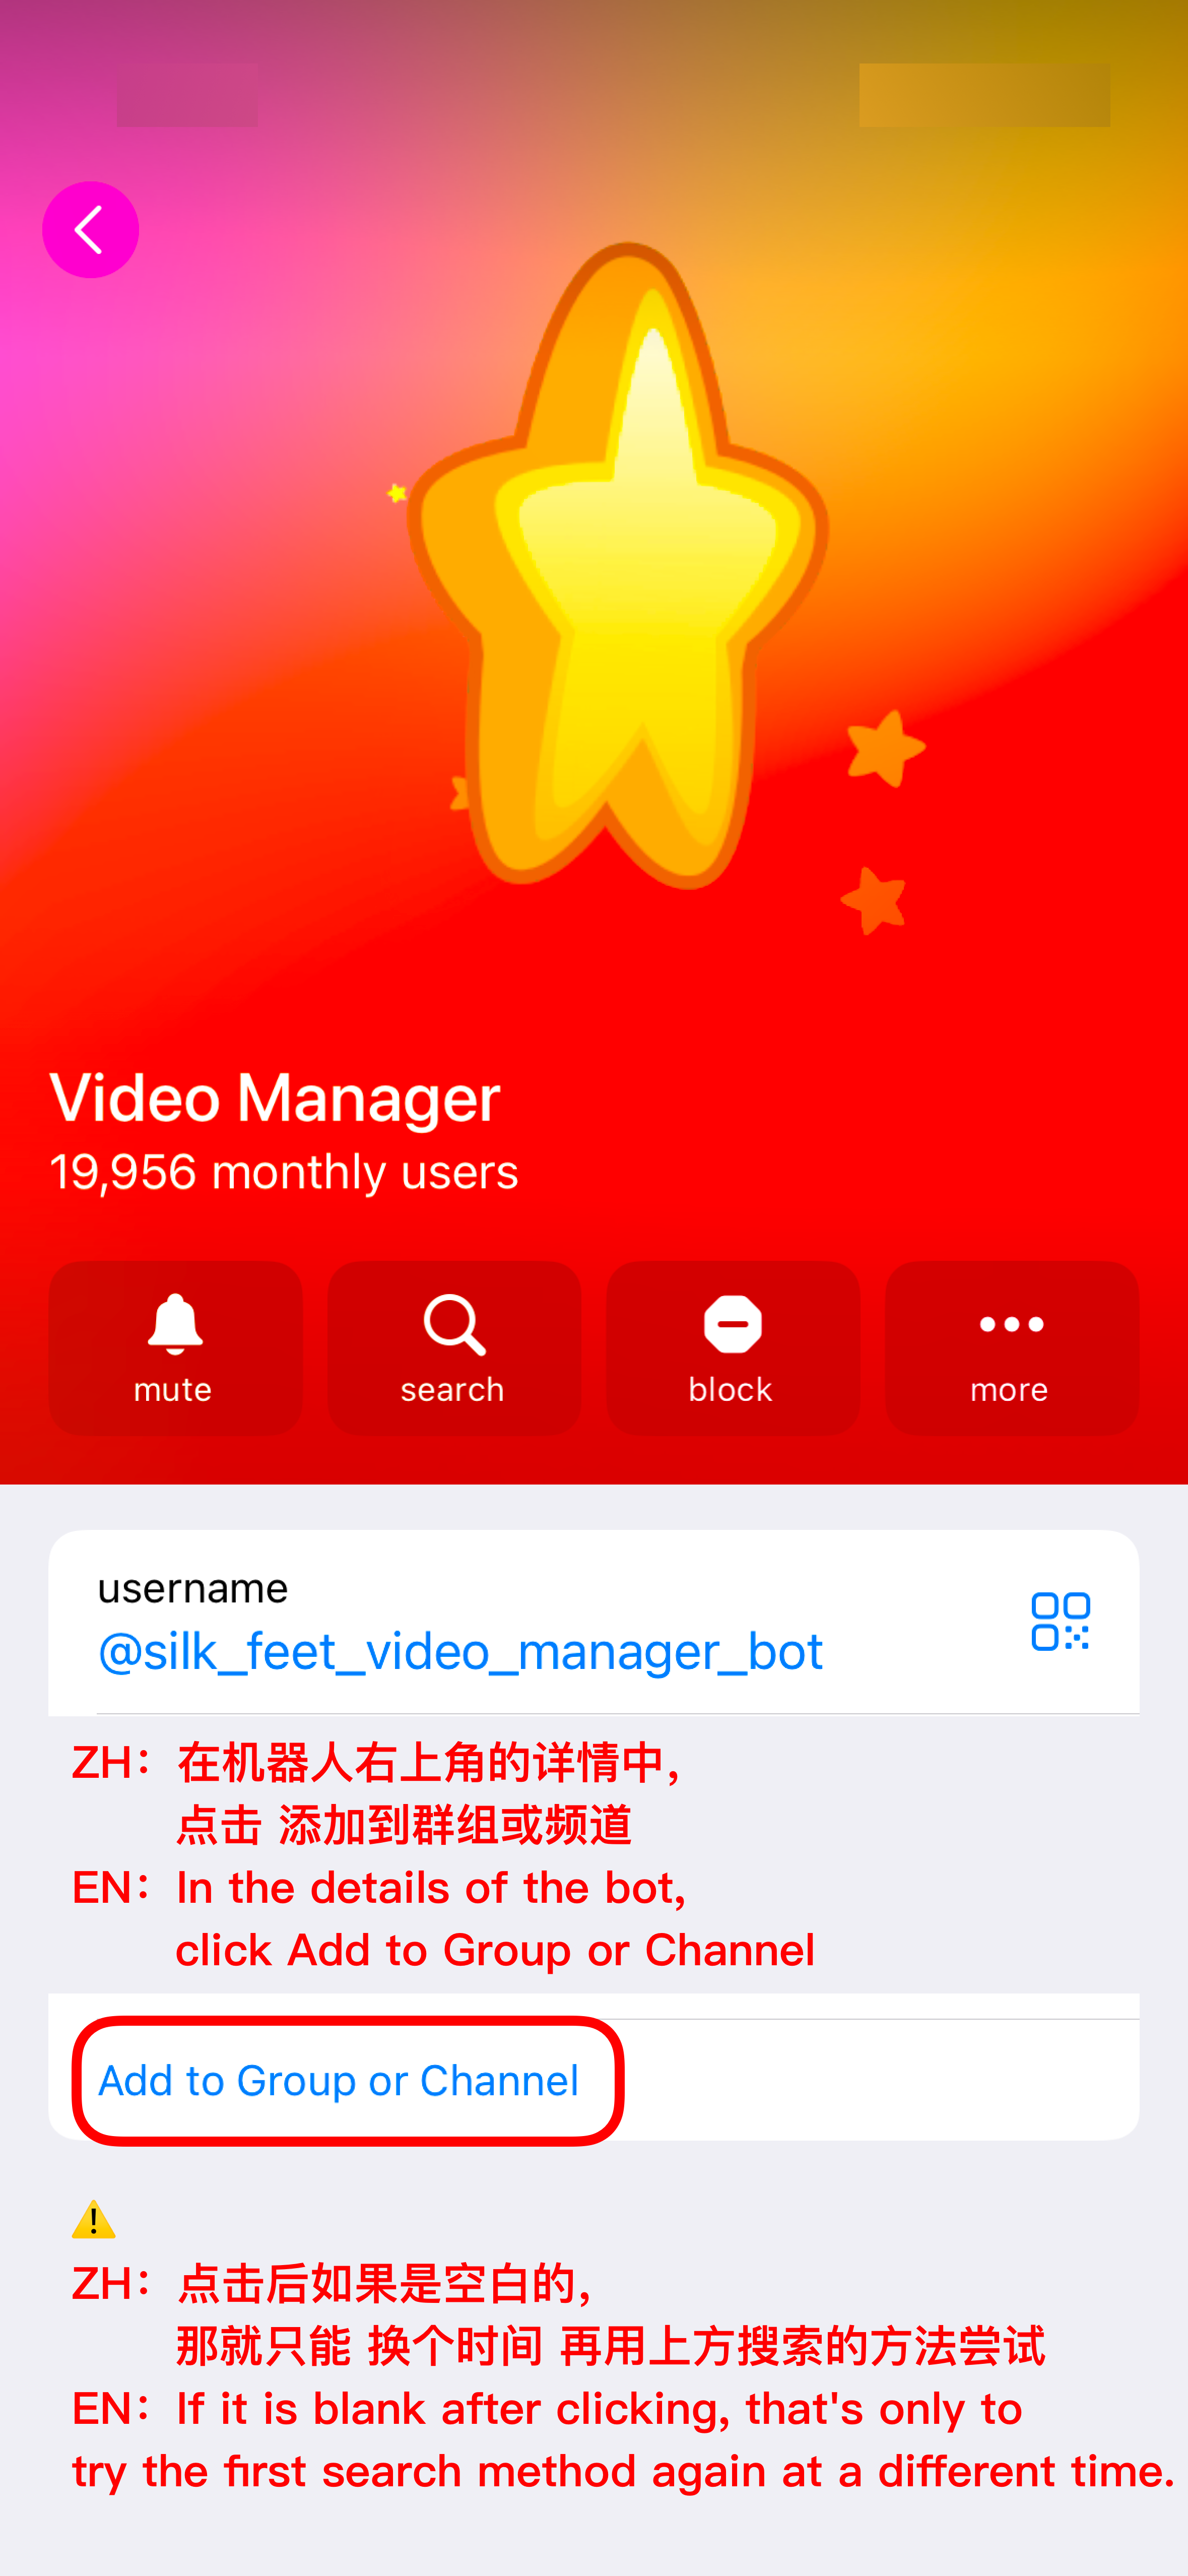 Video Manager
19,956 monthly users
mute search block more
username
@silk_feet_video_manager_bot
ZH：在机器人右上角的详情中，
点击 添加到群组或频道
EN：In the details of the bot,
click Add to Group or Channel
Add to Group or Channel
ZH：点击后如果是空白的，
那就只能 换个时间 再用上方搜索的方法尝试
EN：If it is blank after clicking, that's only to
try the first search method again at a different time.